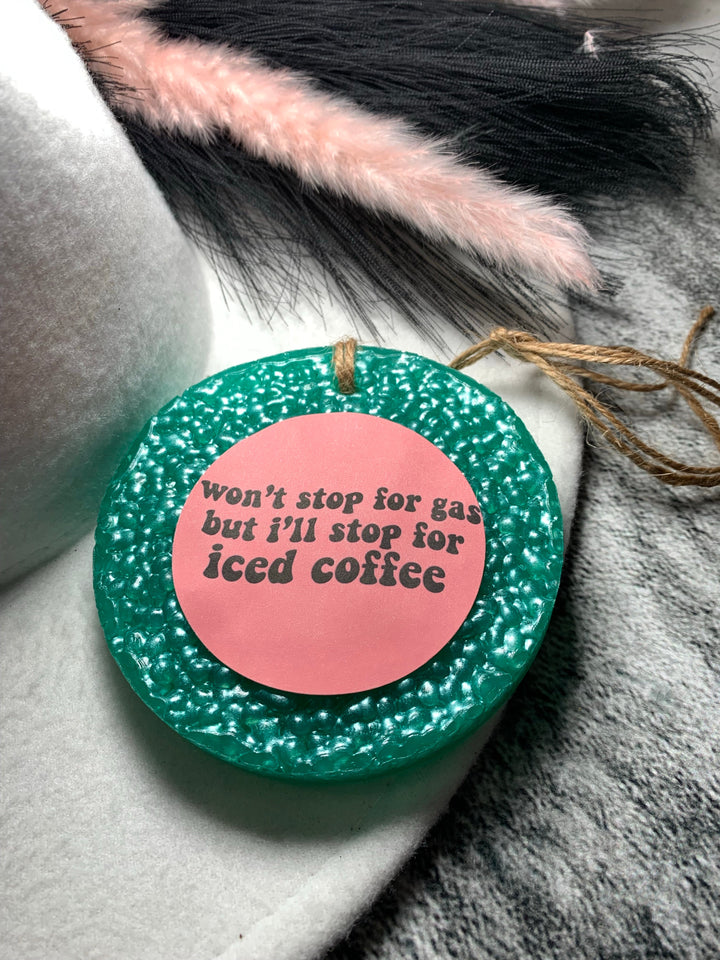 won't stop for gas
but i'll stop for
iced coffee